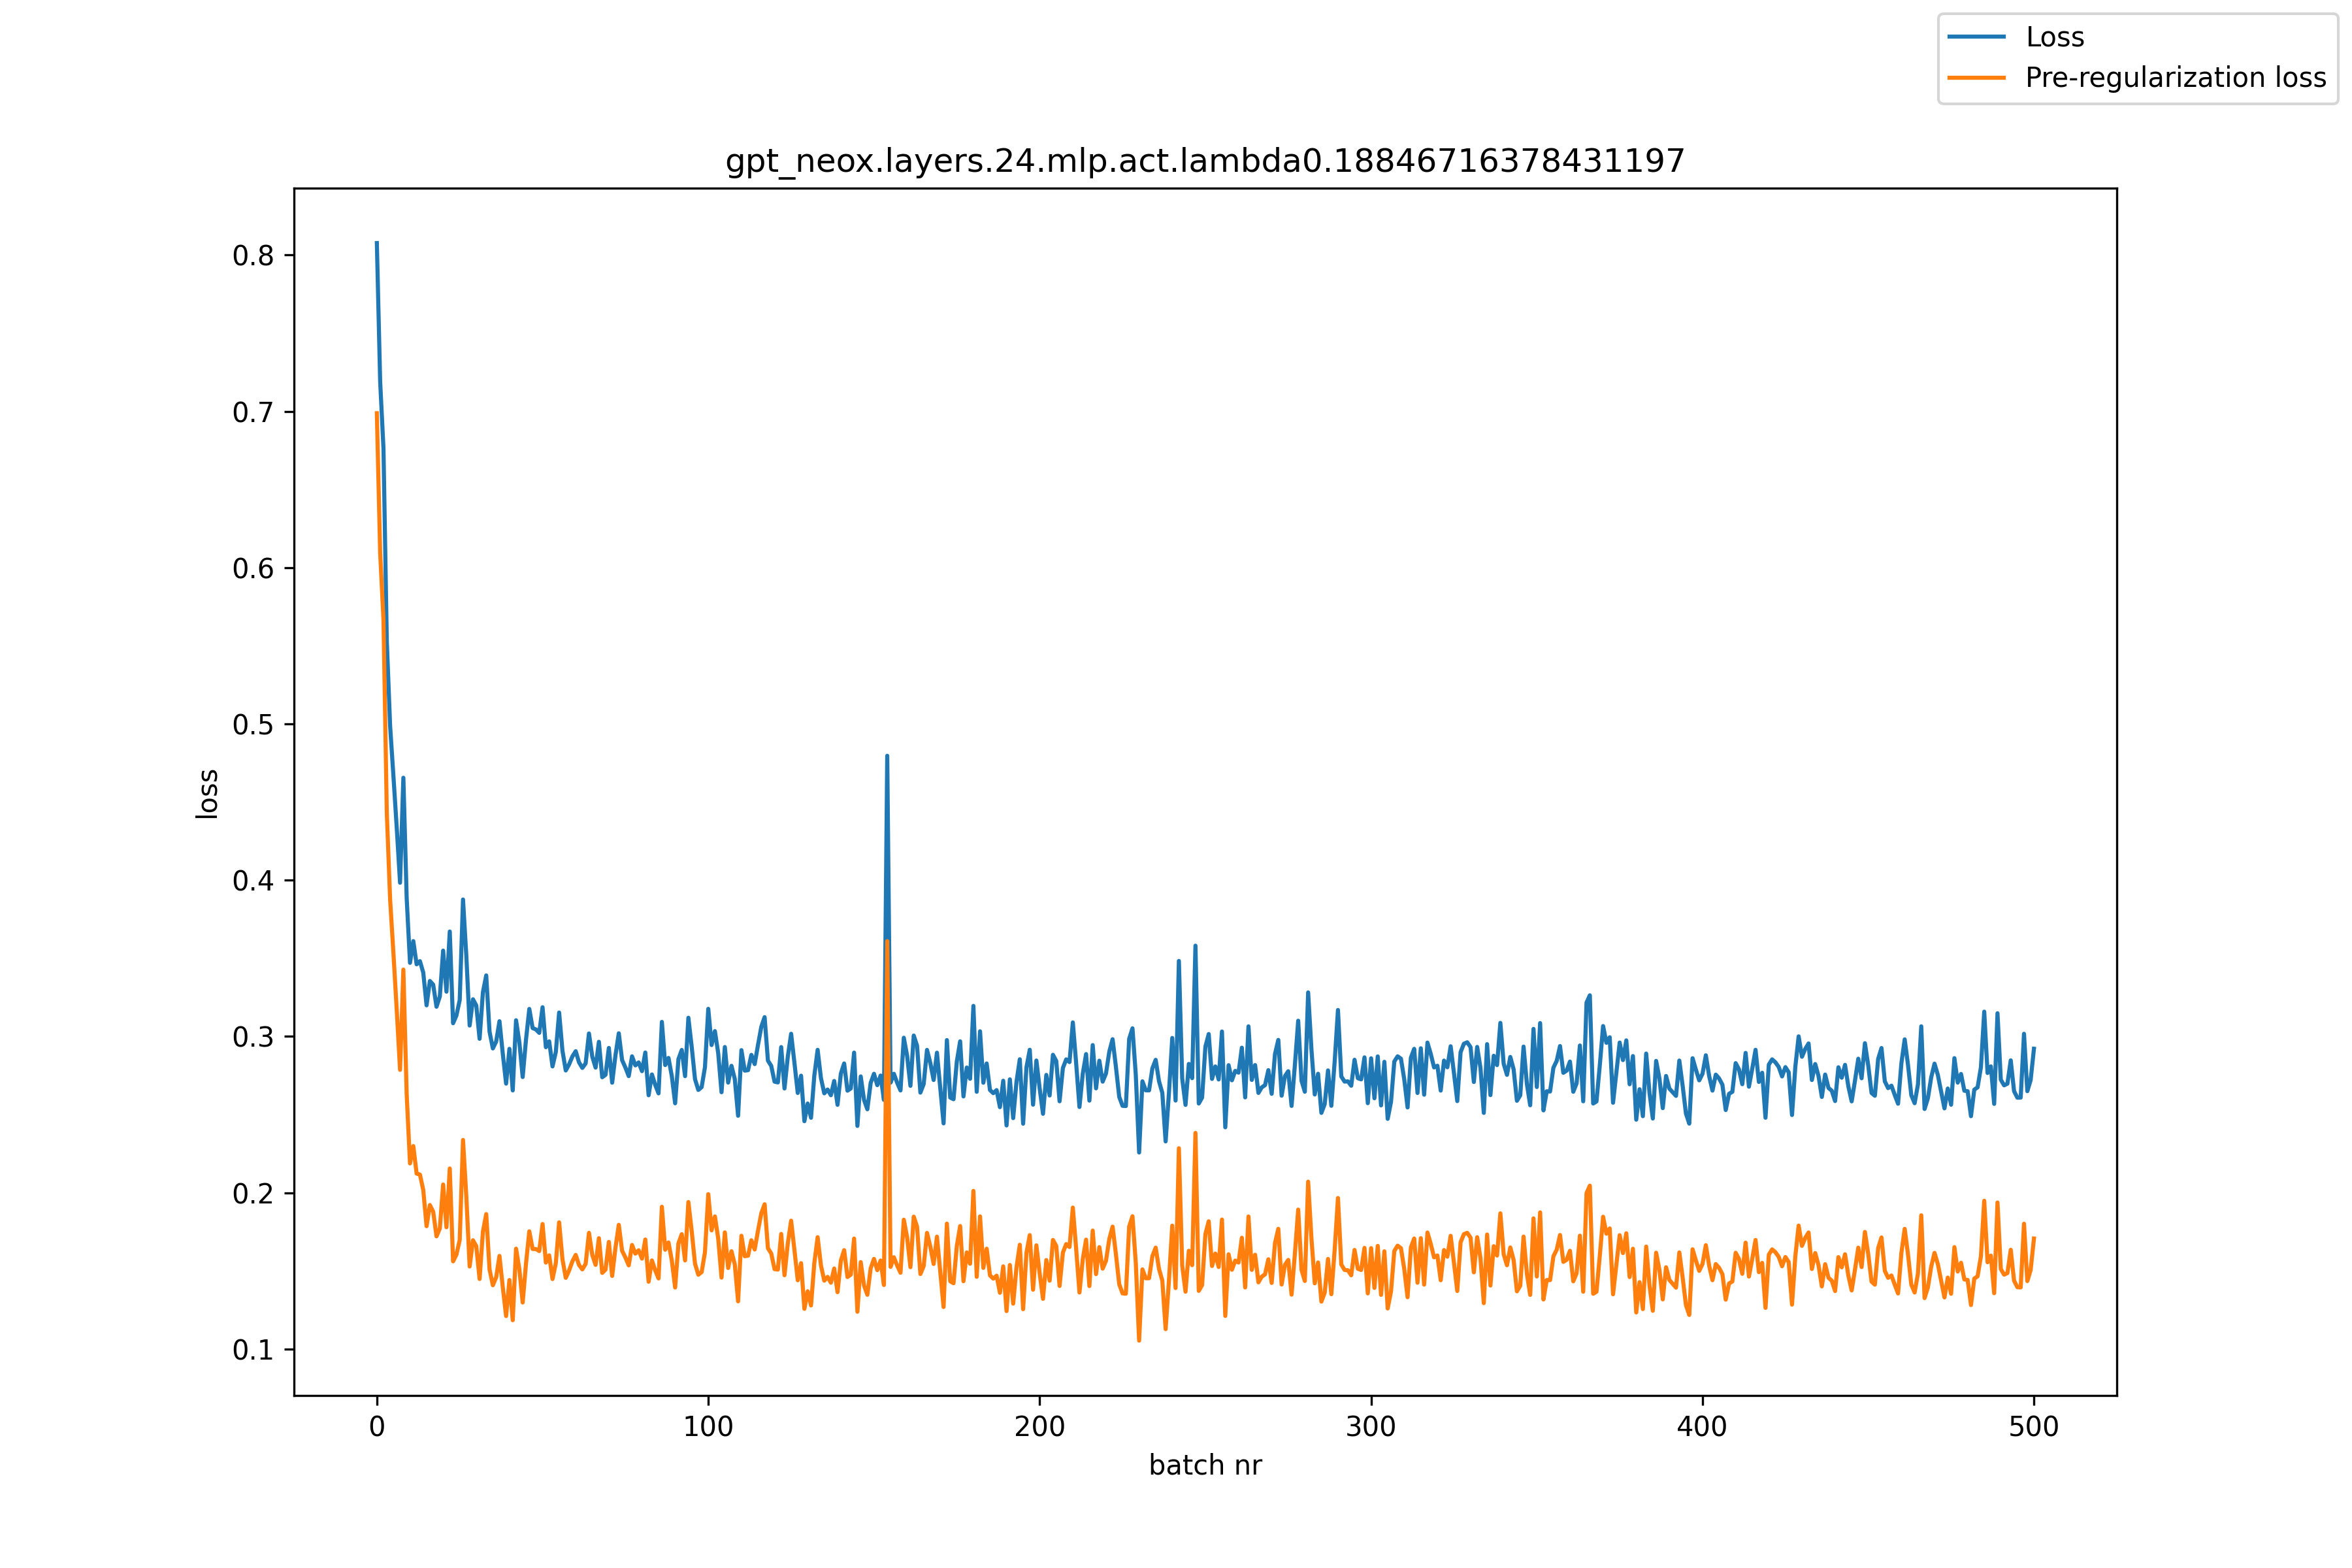 Loss
Pre-regularization loss
gpt_neox.layers.24.mlp.act.lambda0.18846716378431197
0.8
0.7
0.6
0.5
0.4
0.3
0.2
0.1
loss
0 100 200 300 400 500
batch nr